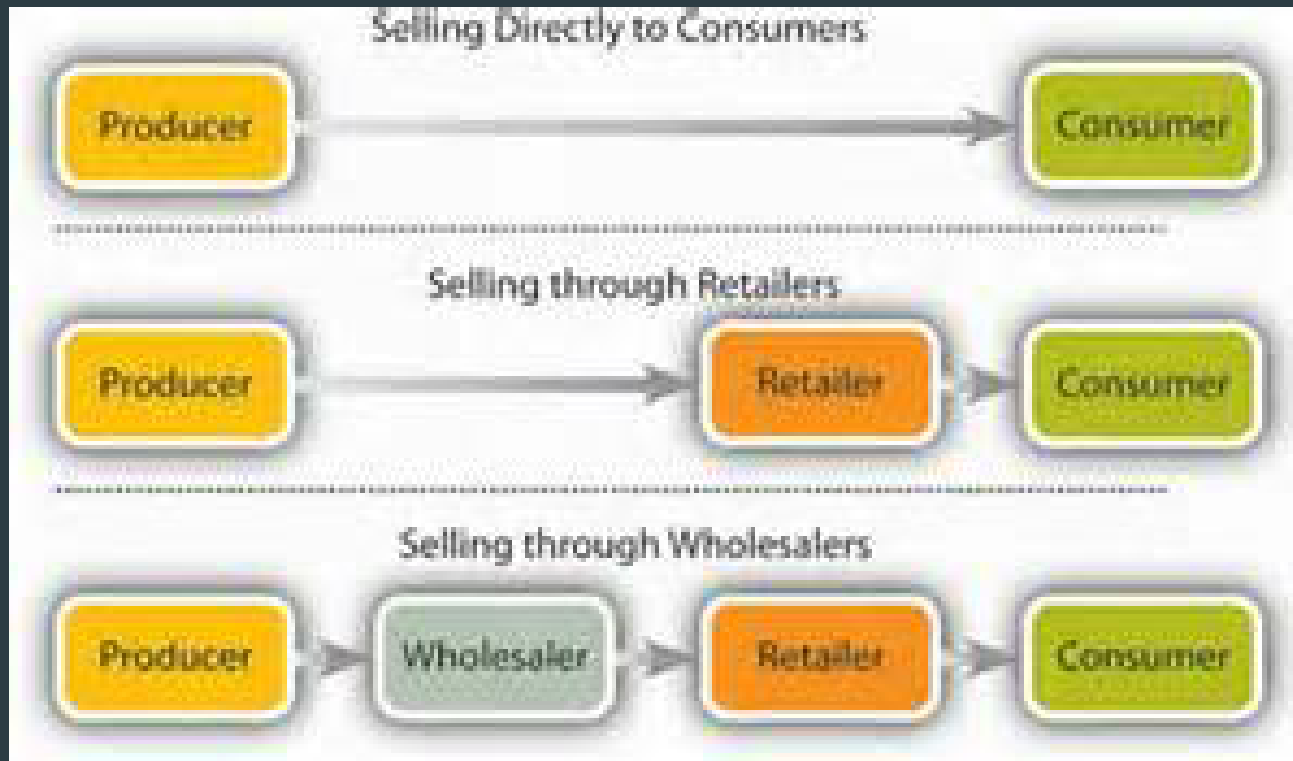 Selling Directly to Consumers
Producer Consumer
Selling through Retailers
Producer Retailer Consumer
Selling through Wholesalers
Producer Wholesaler Retailer Consumer